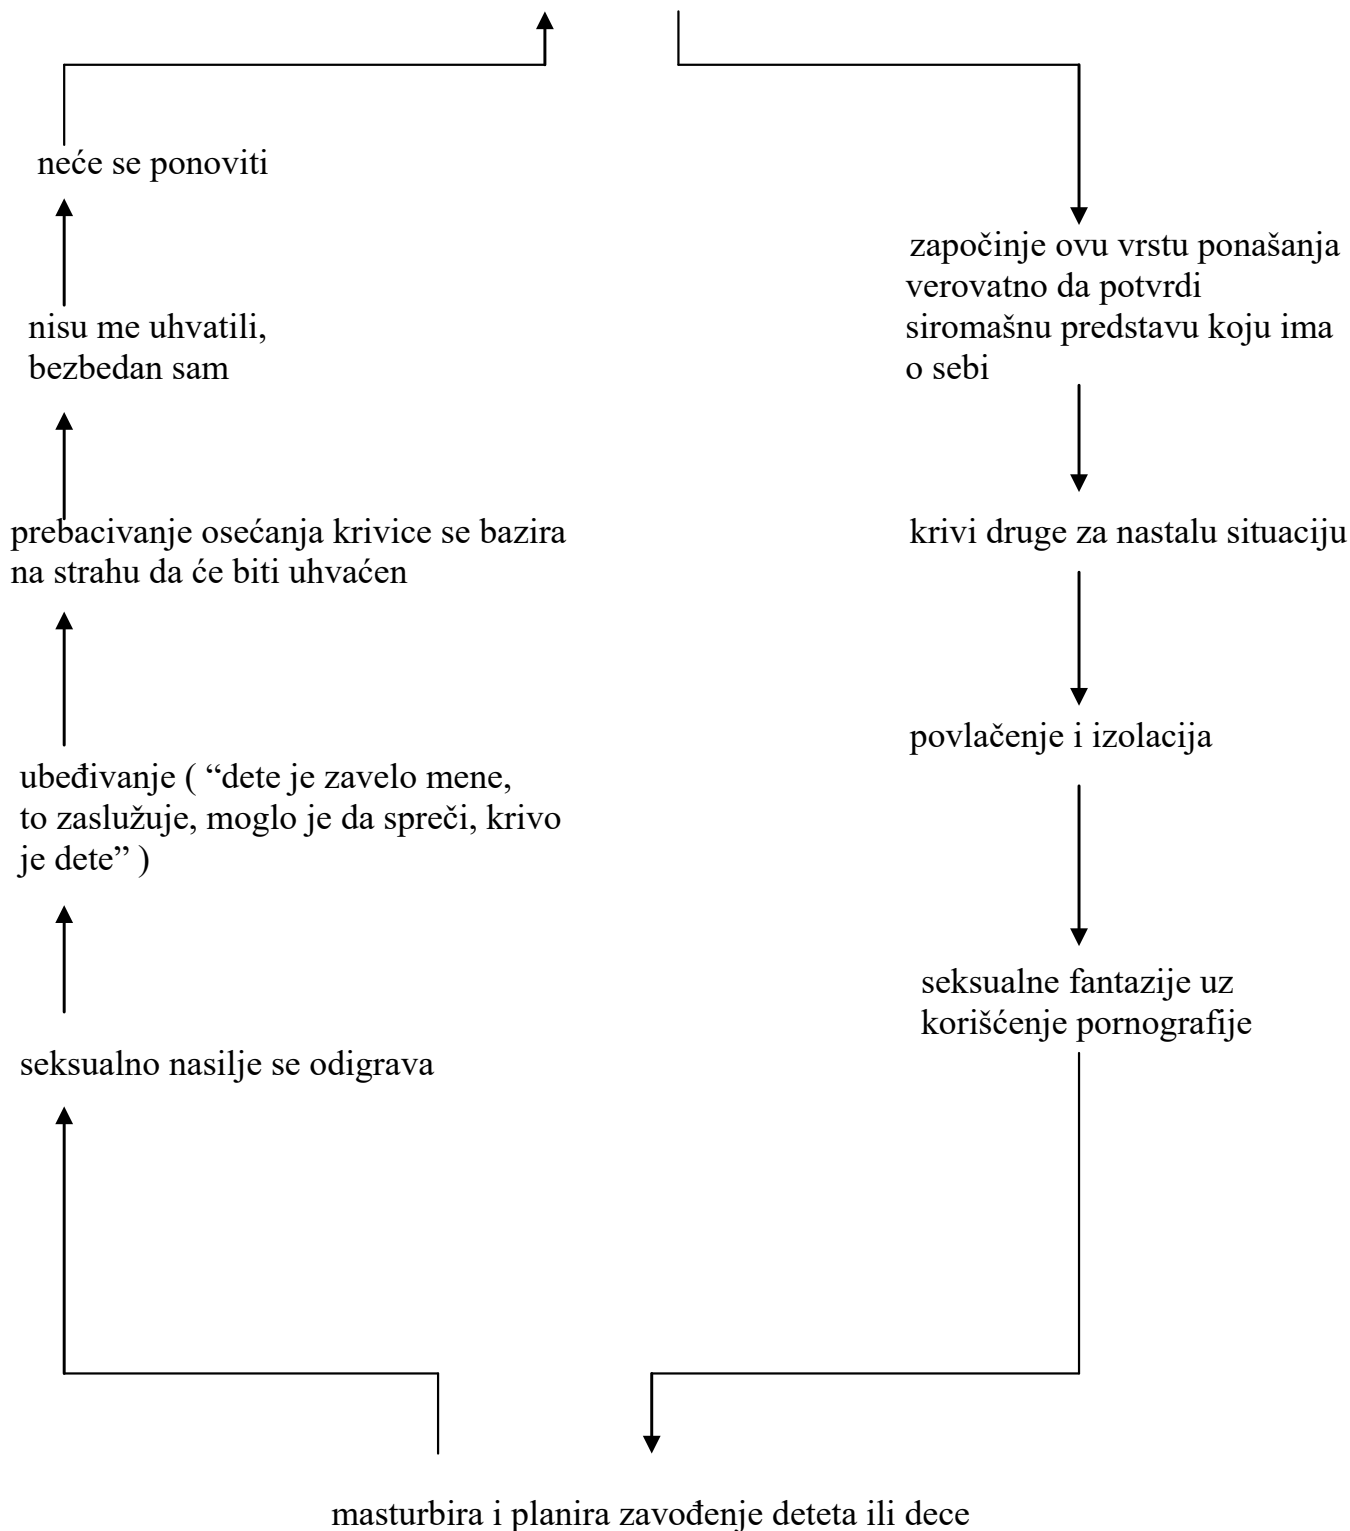 neće se ponoviti
započinje ovu vrstu ponašanja
verovatno da potvrdi
siromašnu predstavu koju ima
o sebi
nisu me uhvatili,
bezbedan sam
prebacivanje osećanja krivice se bazira
na strahu da će biti uhvaćen
krivi druge za nastalu situaciju
povlačenje i izolacija
ubeđivanje ( “dete je zavelo mene,
to zaslužuje, moglo je da spreči, krivo
je dete” )
seksualne fantazije uz
korišćenje pornografije
seksualno nasilje se odigrava
masturbira i planira zavođenje deteta ili dece